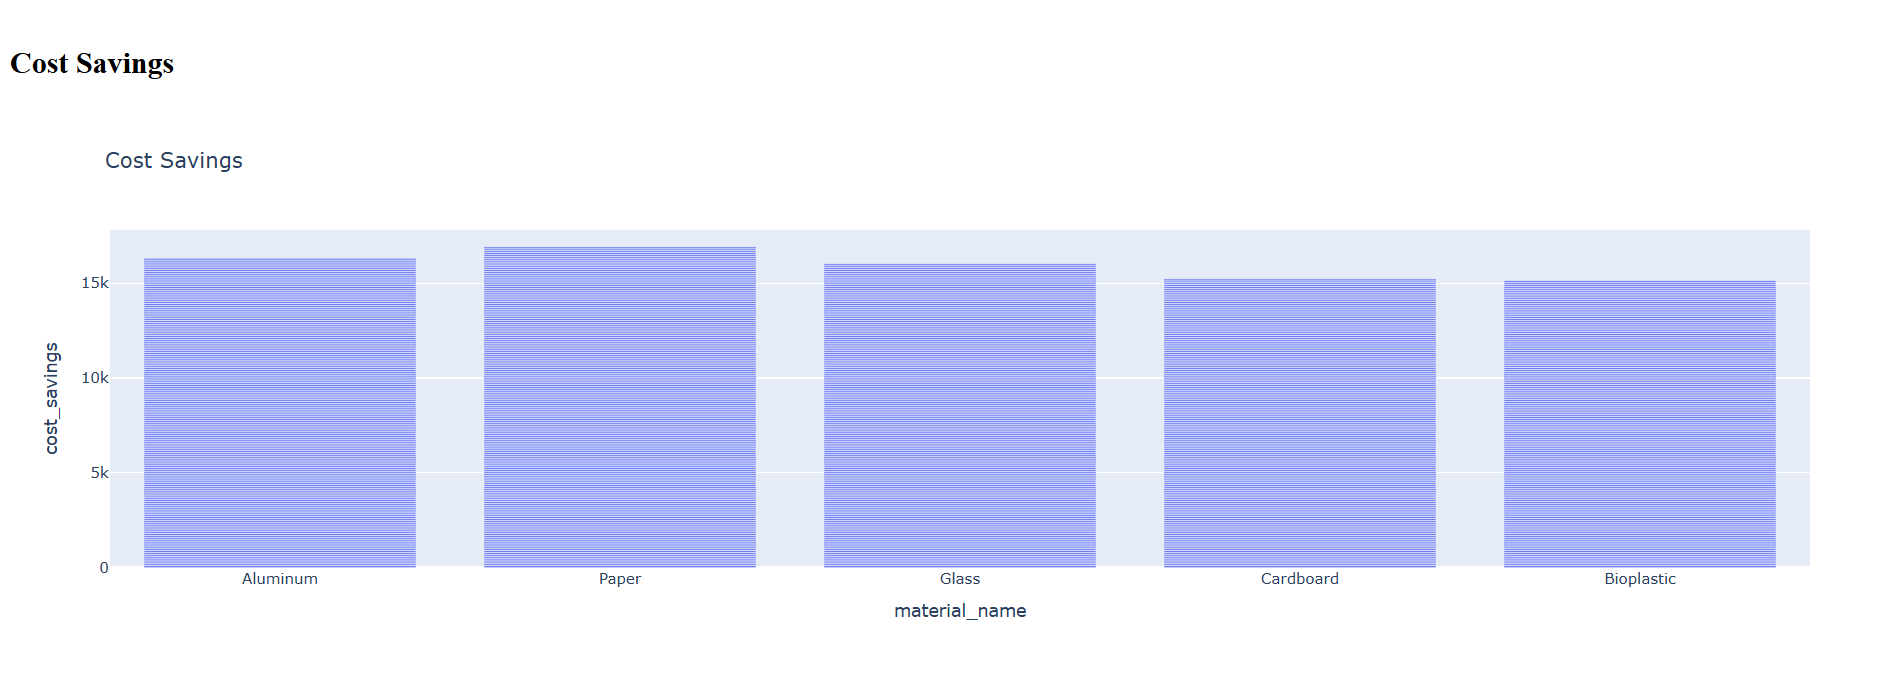 Cost Savings
Cost Savings
15k
10k
5k
0
cost_savings
Aluminum Paper Glass Cardboard Bioplastic
material_name